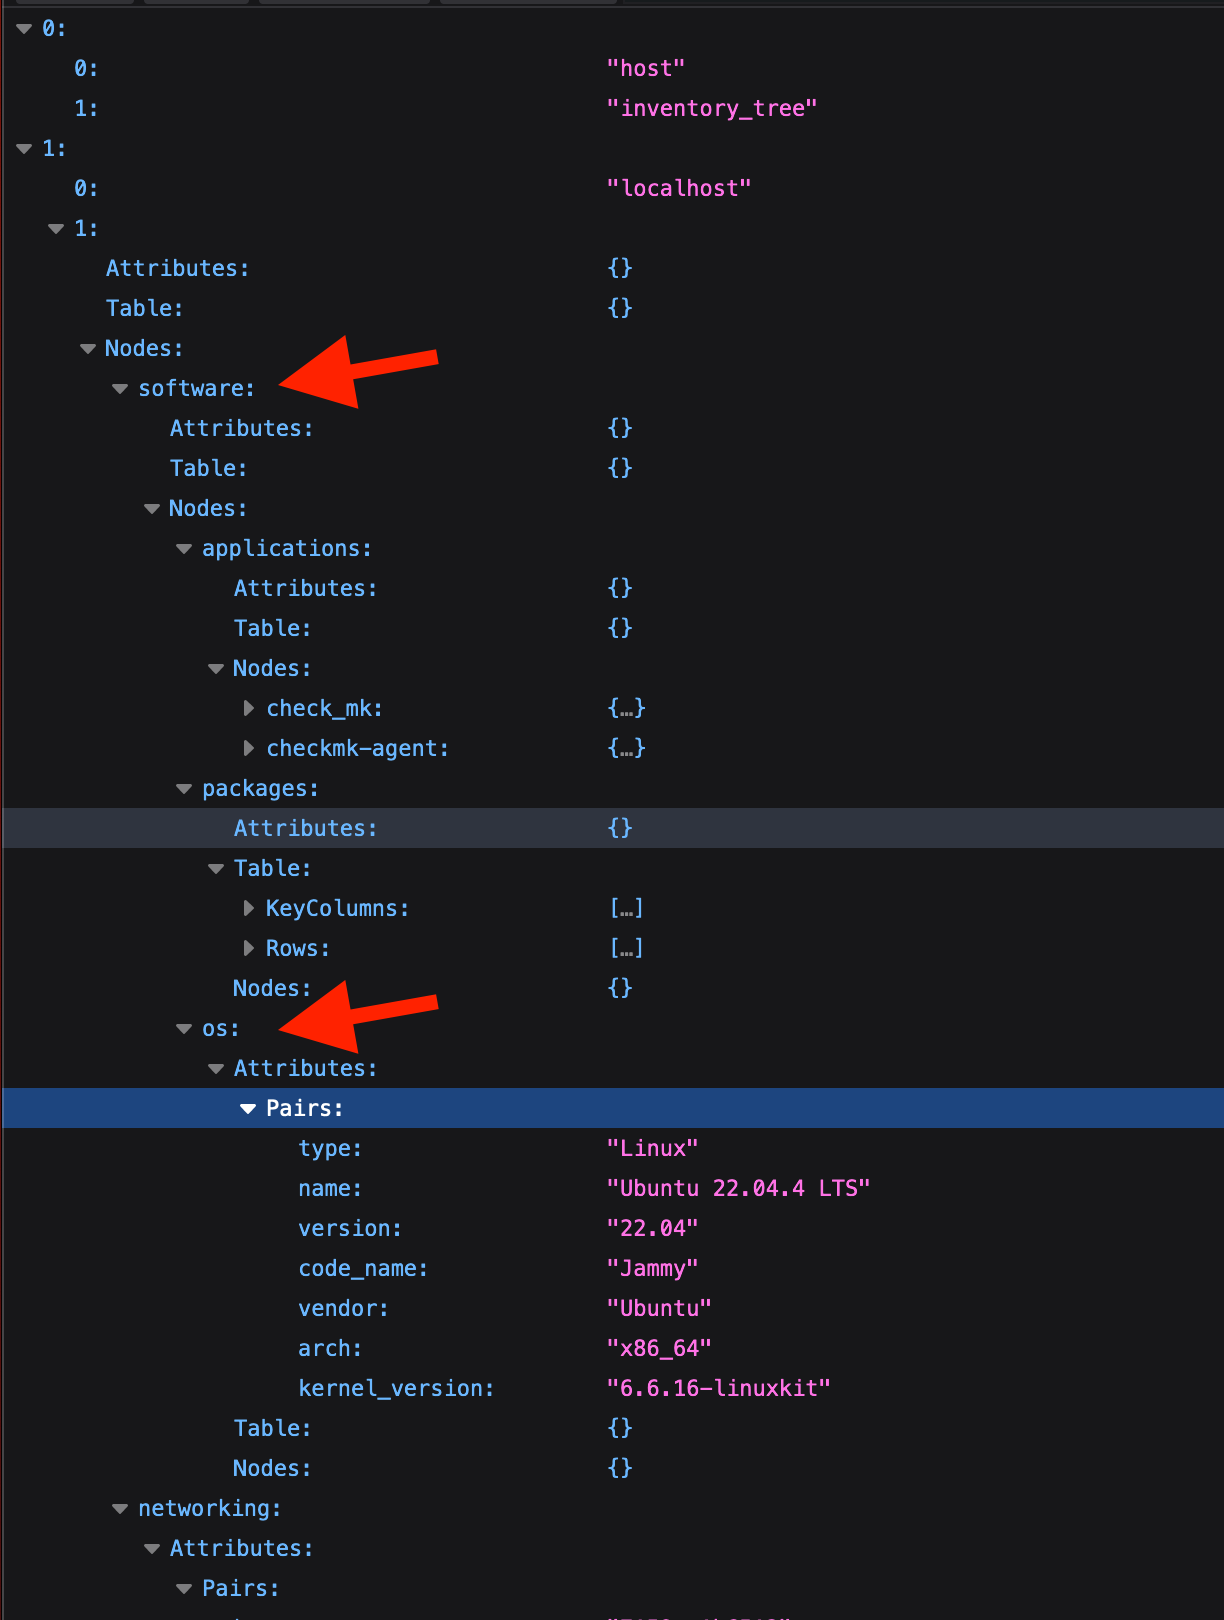 0:
0: "host"
1: "inventory_tree"
1:
0: "localhost"
1:
Attributes: {}
Table: {}
Nodes:
software:
Attributes: {}
Table: {}
Nodes:
applications:
Attributes: {}
Table: {}
Nodes:
check_mk: {…}
checkmk-agent: {…}
packages:
Attributes: {}
Table:
KeyColumns: […]
Rows: […]
Nodes: {}
os:
Attributes:
Pairs:
type: "Linux"
name: "Ubuntu 22.04.4 LTS"
version: "22.04"
code_name: "Jammy"
vendor: "Ubuntu"
arch: "x86_64"
kernel_version: "6.6.16-linuxkit"
Table: {}
Nodes: {}
networking:
Attributes:
Pairs: